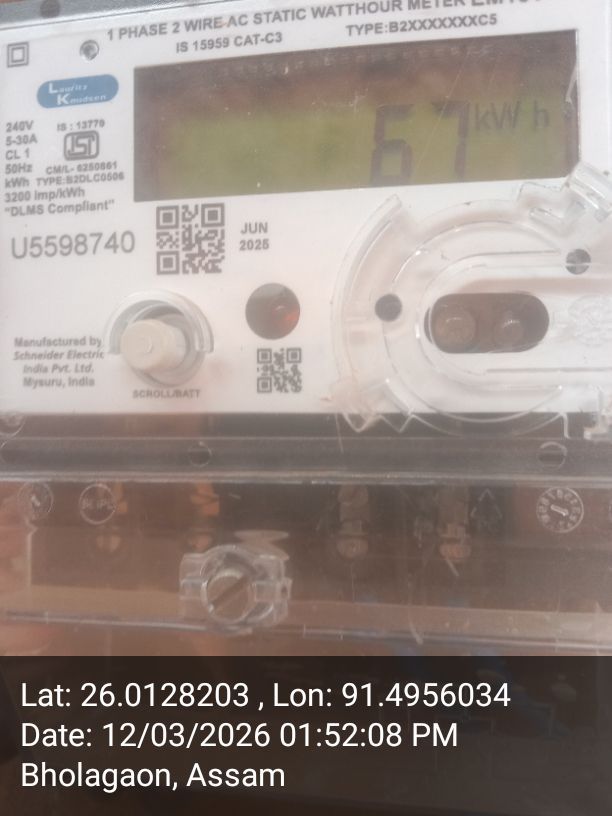 1 PHASE 2 WIRE AC STATIC WATTHOUR METER
IS 15959 CAT-C3
TYPE:B2XXXXXXXC5
Lauritz
Knudsen
67 kWh
240V
5-30A
CL 1
50Hz
kWh
IS : 13779
ISI
CM/L- 6250861
TYPE:B2DLC0506
3200 imp/kWh
"DLMS Compliant"
U5598740
JUN
2025
Manufactured by
Schneider Electric
India Pvt. Ltd.
Mysuru, India
SCROLL/BATT
Lat: 26.0128203 , Lon: 91.4956034
Date: 12/03/2026 01:52:08 PM
Bholagaon, Assam